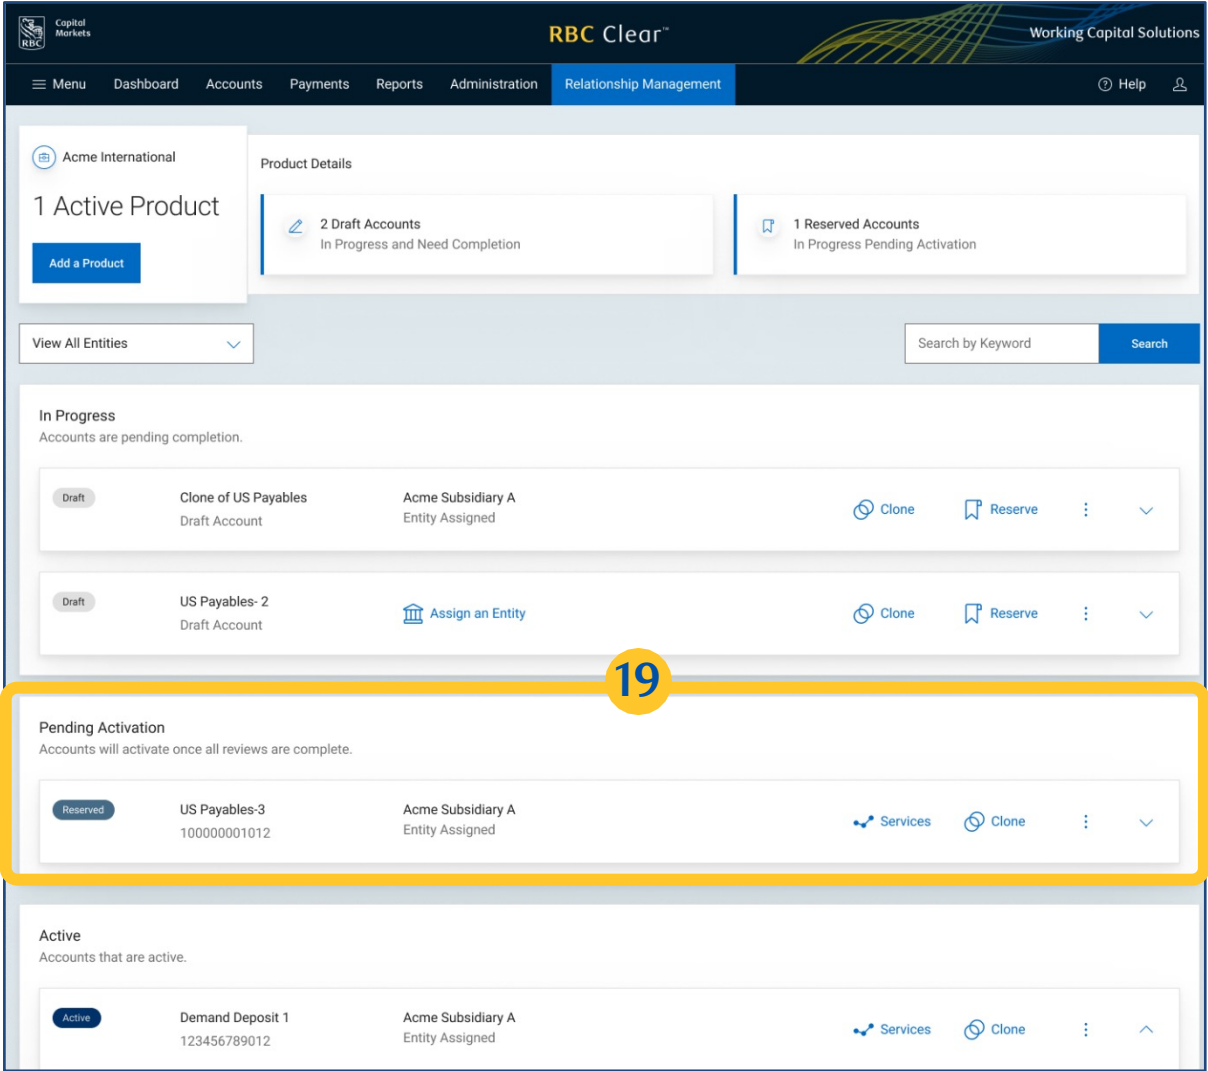 Capital
Markets
RBC
RBC Clear™
Working Capital Solutions
Menu Dashboard Accounts Payments Reports Administration Relationship Management Help
Acme International
1 Active Product
Add a Product
Product Details
2 Draft Accounts
In Progress and Need Completion
1 Reserved Accounts
In Progress Pending Activation
View All Entities
Search by Keyword
Search
In Progress
Accounts are pending completion.
Draft Clone of US Payables Acme Subsidiary A Clone Reserve
Draft Account Entity Assigned
Draft US Payables- 2 Assign an Entity Clone Reserve
Draft Account
19
Pending Activation
Accounts will activate once all reviews are complete.
Reserved US Payables-3 Acme Subsidiary A Services Clone
100000001012 Entity Assigned
Active
Accounts that are active.
Active Demand Deposit 1 Acme Subsidiary A Services Clone
123456789012 Entity Assigned